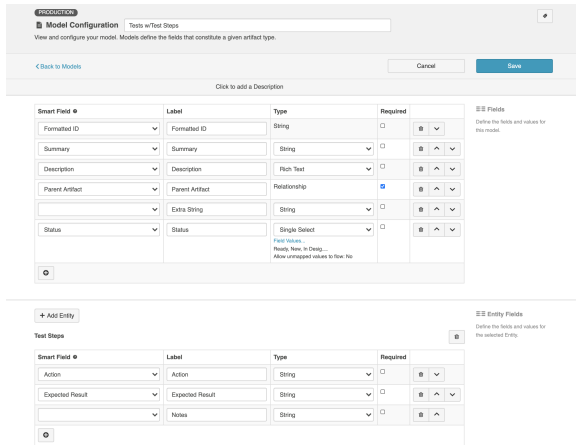 PRODUCTION
Model Configuration Tests w/Test Steps
View and configure your model. Models define the fields that constitute a given artifact type.
Back to Models Cancel Save
Click to add a Description
Smart Field Label Type Required
Formatted ID Formatted ID String
Summary Summary String
Description Description Rich Text
Parent Artifact Parent Artifact Relationship
Extra String String
Status Status Single Select
Field Values...
Ready, New, In Desig....
Allow unmapped values to flow: No
Fields
Define the fields and values for
this model.
+ Add Entity
Test Steps
Smart Field Label Type Required
Action Action String
Expected Result Expected Result String
Notes String
Entity Fields
Define the fields and values for
the selected Entity.